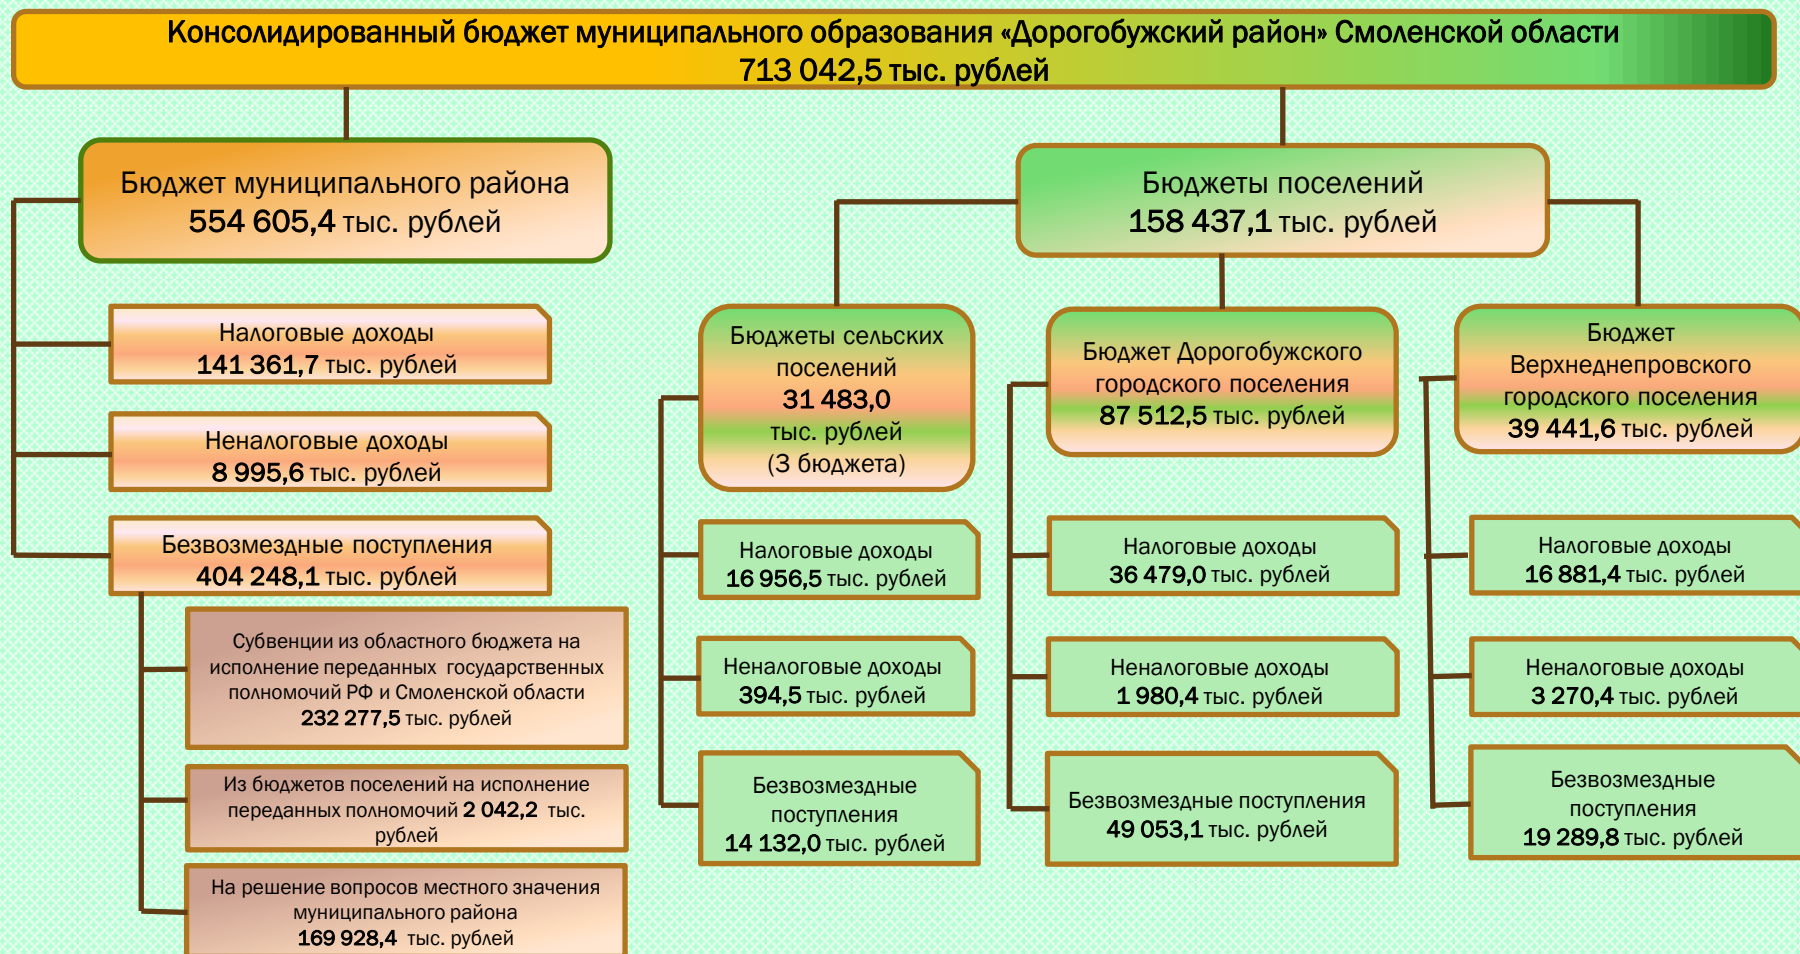 Консолидированный бюджет муниципального образования «Дорогобужский район» Смоленской области
713 042,5 тыс. рублей
Бюджет муниципального района
554 605,4 тыс. рублей
Налоговые доходы
141 361,7 тыс. рублей
Неналоговые доходы
8 995,6 тыс. рублей
Безвозмездные поступления
404 248,1 тыс. рублей
Субвенции из областного бюджета на
исполнение переданных государственных
полномочий РФ и Смоленской области
232 277,5 тыс. рублей
Из бюджетов поселений на исполнение
переданных полномочий 2 042,2 тыс.
рублей
На решение вопросов местного значения
муниципального района
169 928,4 тыс. рублей
Бюджеты поселений
158 437,1 тыс. рублей
Бюджеты сельских
поселений
31 483,0
тыс. рублей
(3 бюджета)
Налоговые доходы
16 956,5 тыс. рублей
Неналоговые доходы
394,5 тыс. рублей
Безвозмездные
поступления
14 132,0 тыс. рублей
Бюджет Дорогобужского
городского поселения
87 512,5 тыс. рублей
Налоговые доходы
36 479,0 тыс. рублей
Неналоговые доходы
1 980,4 тыс. рублей
Безвозмездные поступления
49 053,1 тыс. рублей
Бюджет
Верхнеднепровского
городского поселения
39 441,6 тыс. рублей
Налоговые доходы
16 881,4 тыс. рублей
Неналоговые доходы
3 270,4 тыс. рублей
Безвозмездные
поступления
19 289,8 тыс. рублей